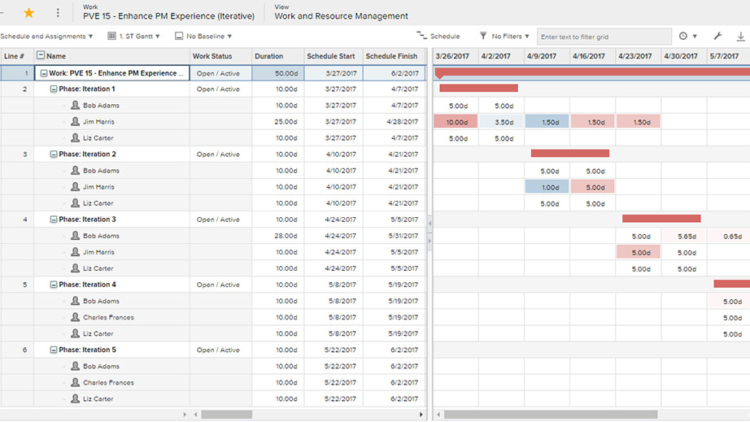 Work View
PVE 15 - Enhance PM Experience (Iterative) Work and Resource Management
Schedule and Assignments 1. ST Gantt No Baseline Schedule No Filters Enter text to filter grid
Line # Name Work Status Duration Schedule Start Schedule Finish 3/26/2017 4/2/2017 4/9/2017 4/16/2017 4/23/2017 4/30/2017 5/7/2017
1 Work: PVE 15 - Enhance PM Experience ... Open / Active 50.00d 3/27/2017 6/2/2017
2 Phase: Iteration 1 Open / Active 10.00d 3/27/2017 4/7/2017
Bob Adams 10.00d 3/27/2017 4/7/2017 5.00d 5.00d
Jim Harris 25.00d 3/27/2017 4/28/2017 10.00d 3.50d 1.50d 1.50d 1.50d
Liz Carter 10.00d 3/27/2017 4/7/2017 5.00d 5.00d
3 Phase: Iteration 2 Open / Active 10.00d 4/10/2017 4/21/2017
Bob Adams 10.00d 4/10/2017 4/21/2017 5.00d 5.00d
Jim Harris 10.00d 4/10/2017 4/21/2017 1.00d 5.00d
Liz Carter 10.00d 4/10/2017 4/21/2017 5.00d 5.00d
4 Phase: Iteration 3 Open / Active 10.00d 4/24/2017 5/5/2017
Bob Adams 28.00d 4/24/2017 5/31/2017 5.00d 5.85d 0.85d
Jim Harris 10.00d 4/24/2017 5/5/2017 5.00d 5.00d
Liz Carter 10.00d 4/24/2017 5/5/2017 5.00d 5.00d
5 Phase: Iteration 4 Open / Active 10.00d 5/8/2017 5/19/2017
Bob Adams 10.00d 5/8/2017 5/19/2017 5.00d
Charles Frances 10.00d 5/8/2017 5/19/2017 5.00d
Liz Carter 10.00d 5/8/2017 5/19/2017 5.00d
6 Phase: Iteration 5 Open / Active 10.00d 5/22/2017 6/2/2017
Bob Adams 10.00d 5/22/2017 6/2/2017
Charles Frances 10.00d 5/22/2017 6/2/2017
Liz Carter 10.00d 5/22/2017 6/2/2017